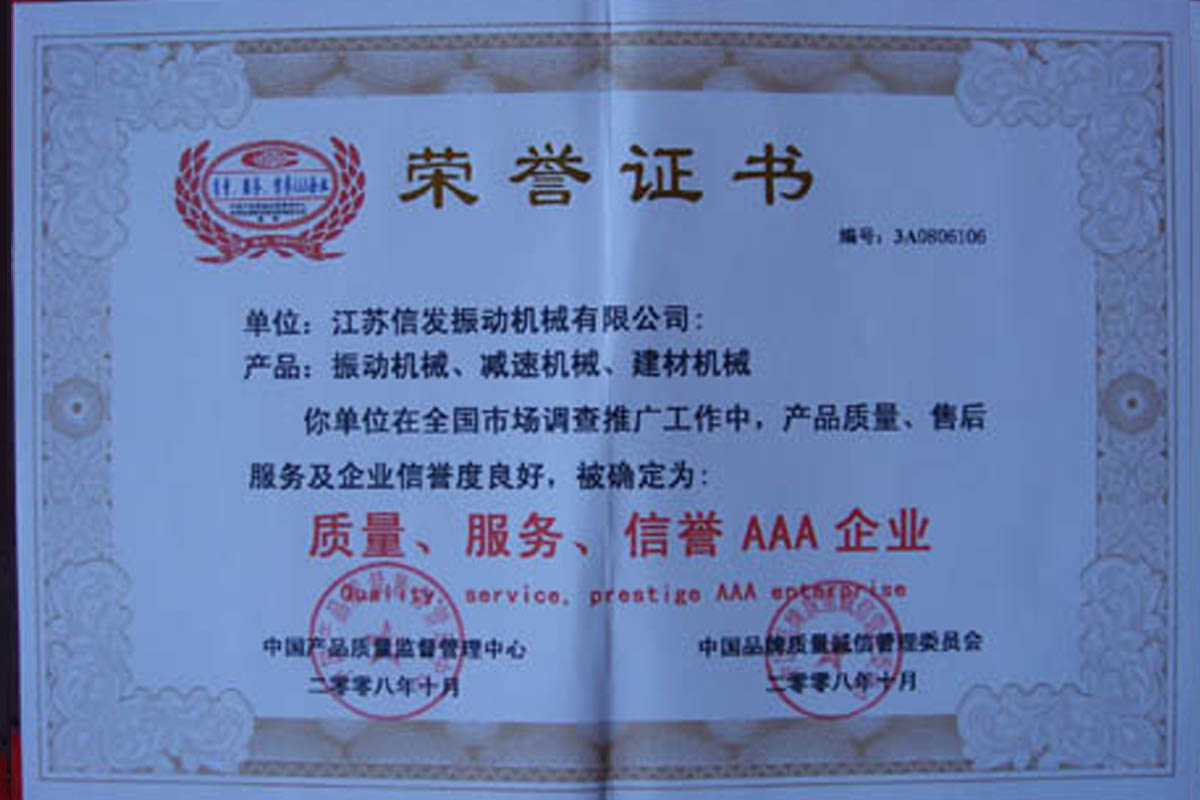 荣誉证书
编号：3A0806106
单位：江苏信发振动机械有限公司：
产品：振动机械、减速机械、建材机械
你单位在全国市场调查推广工作中，产品质量、售后
服务及企业信誉度良好，被确定为：
质量、服务、信誉 AAA 企业
Quality, service, prestige AAA enterprise
中国产品质量监督管理中心
中国品牌质量诚信管理委员会
二零零八年十月
二零零八年十月